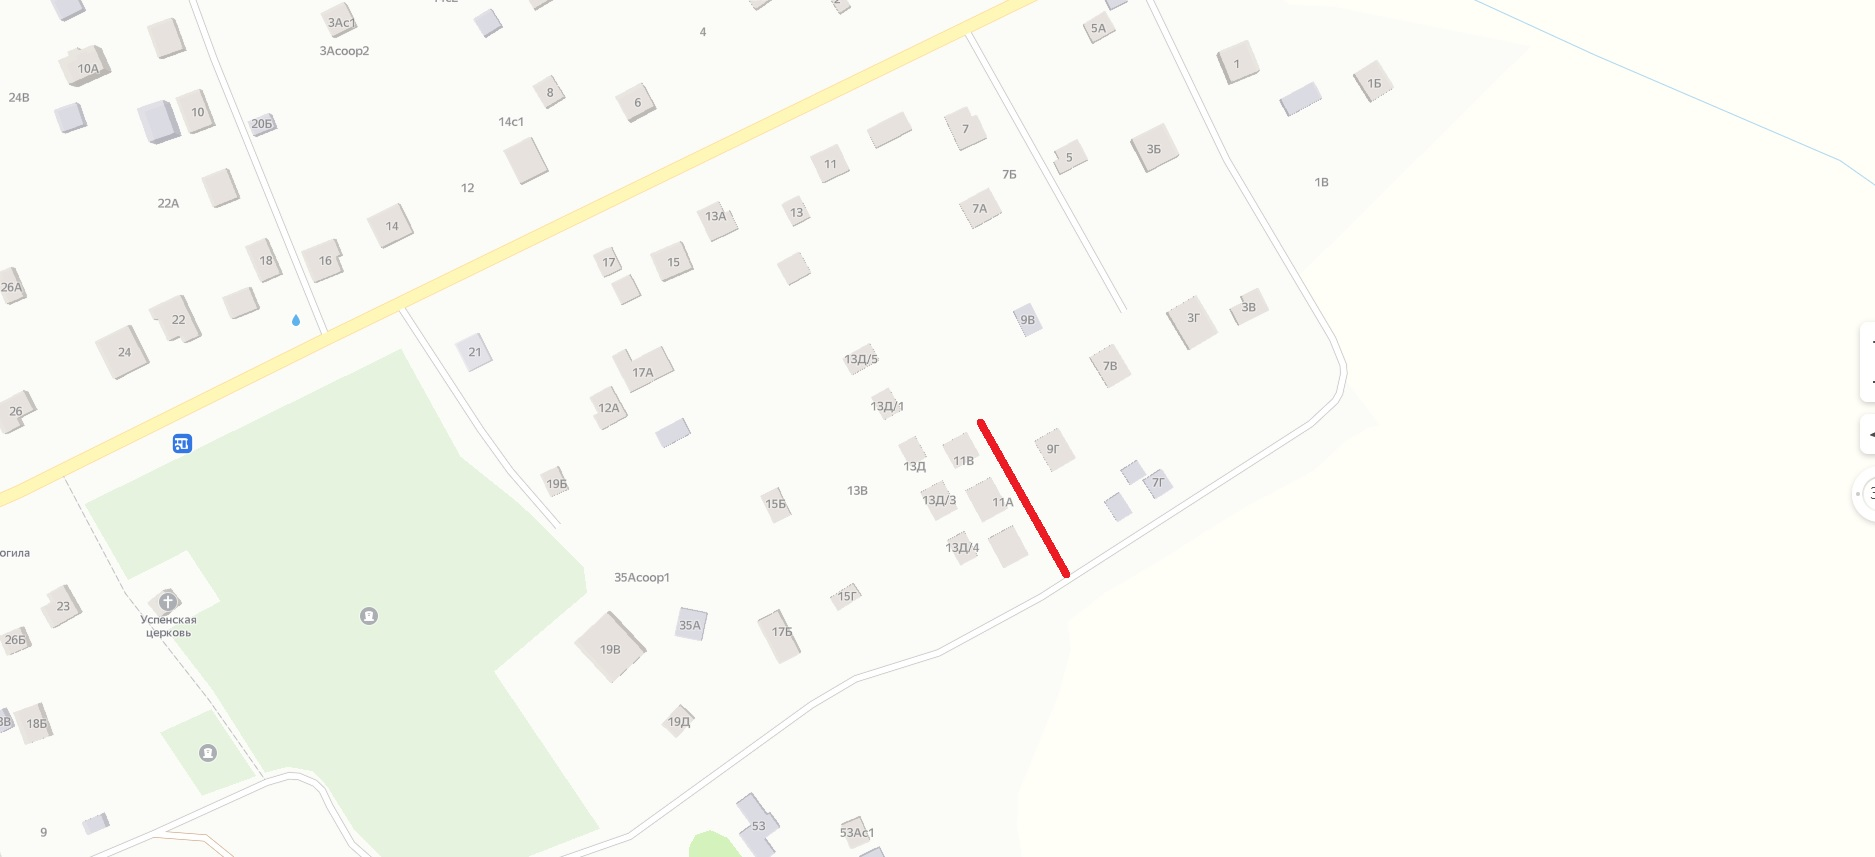 3Ас1
3Асоор2
4
5А
10А
24В
8
6
1
1Б
10
20Б
14с1
7
11
5
3Б
12
7Б
1В
22А
14
13А
13
7А
18
16
17
15
26А
22
24
21
9В
3Г
3В
13Д/5
7В
17А
12А
13Д/1
26
19Б
13Д
11В
9Г
13В
15Б
13Д/3
11А
7Г
огила
13Д/4
35Асоор1
23
Успенская
церковь
15Г
26Б
35А
17Б
19В
18Б
19Д
9
53
53Ас1